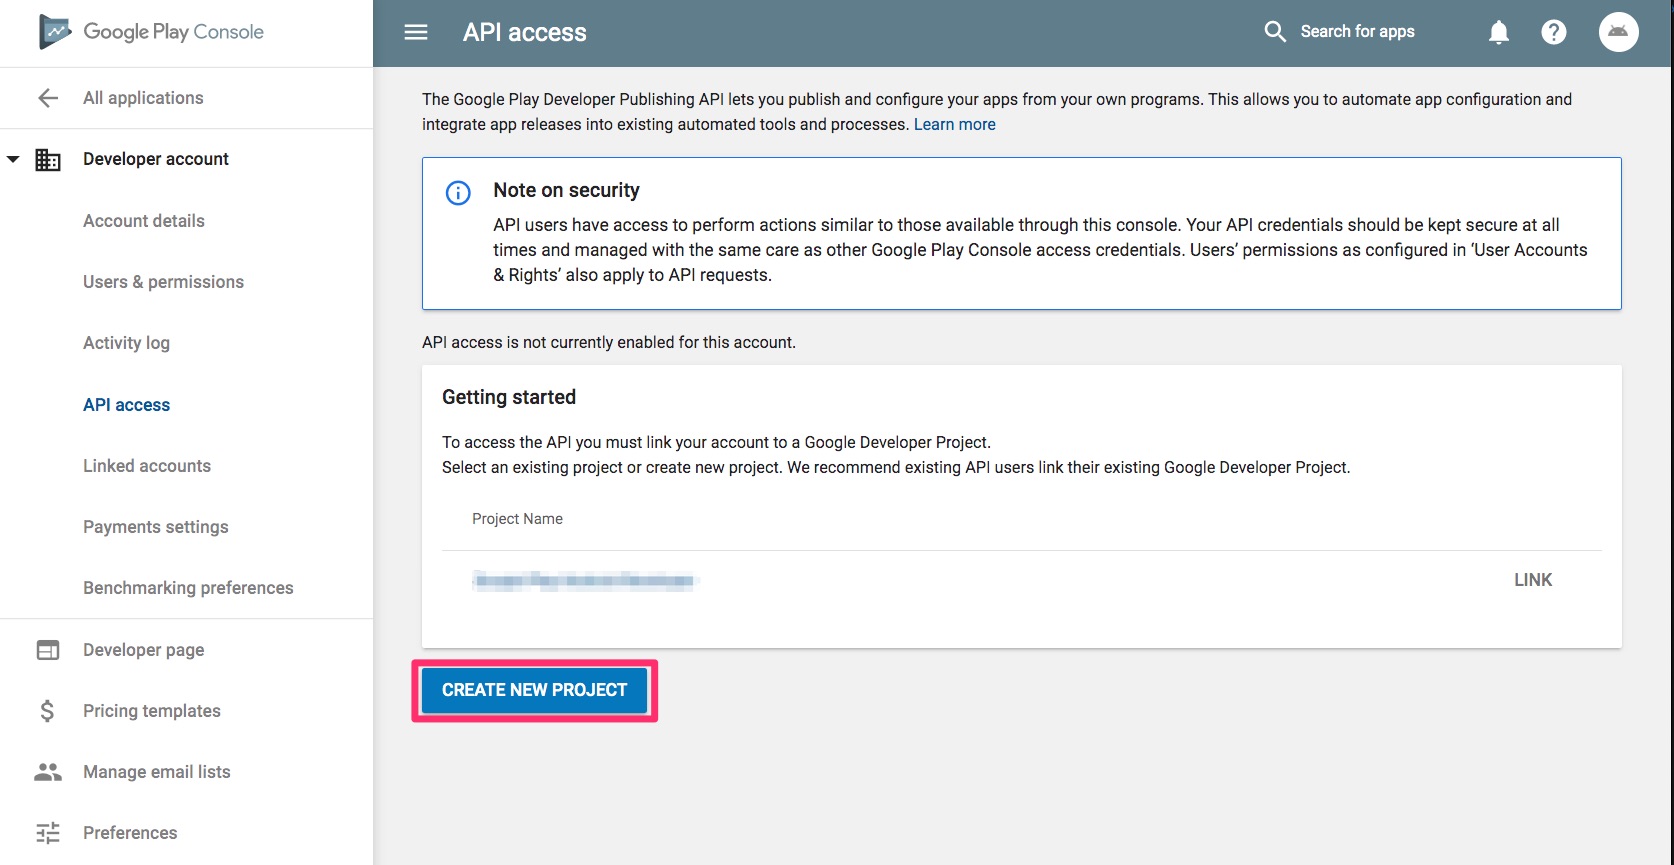 Google Play Console
API access
Search for apps
All applications
Developer account
Account details
Users & permissions
Activity log
API access
Linked accounts
Payments settings
Benchmarking preferences
Developer page
Pricing templates
Manage email lists
Preferences
The Google Play Developer Publishing API lets you publish and configure your apps from your own programs. This allows you to automate app configuration and
integrate app releases into existing automated tools and processes. Learn more
Note on security
API users have access to perform actions similar to those available through this console. Your API credentials should be kept secure at all
times and managed with the same care as other Google Play Console access credentials. Users’ permissions as configured in ‘User Accounts
& Rights’ also apply to API requests.
API access is not currently enabled for this account.
Getting started
To access the API you must link your account to a Google Developer Project.
Select an existing project or create new project. We recommend existing API users link their existing Google Developer Project.
Project Name
LINK
CREATE NEW PROJECT